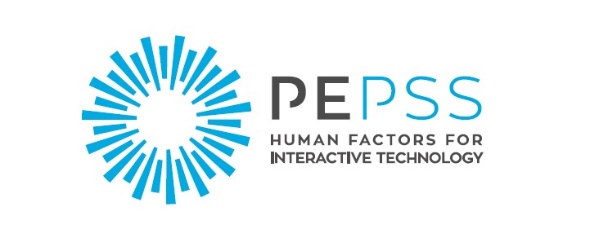 PEPSS
HUMAN FACTORS FOR
INTERACTIVE TECHNOLOGY